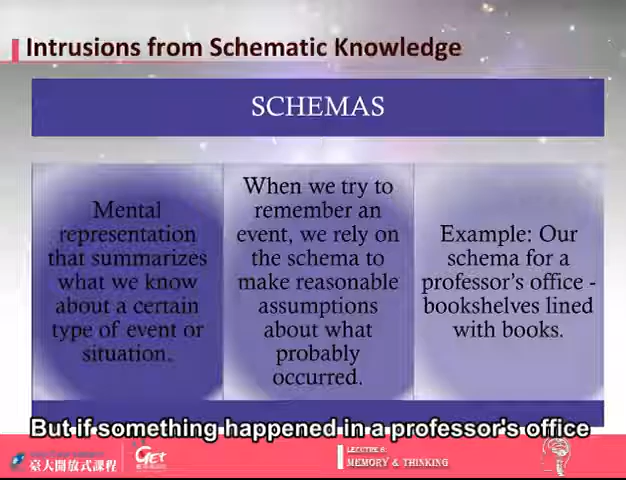 Intrusions from Schematic Knowledge
SCHEMAS
Mental
representation
that summarizes
what we know
about a certain
type of event or
situation.
When we try to
remember an
event, we rely on
the schema to
make reasonable
assumptions
about what
probably
occurred.
Example: Our
schema for a
professor's office -
bookshelves lined
with books.
But if something happened in a professor's office
臺大開放式課程
GET
LECUTRE 6:
MEMORY & THINKING